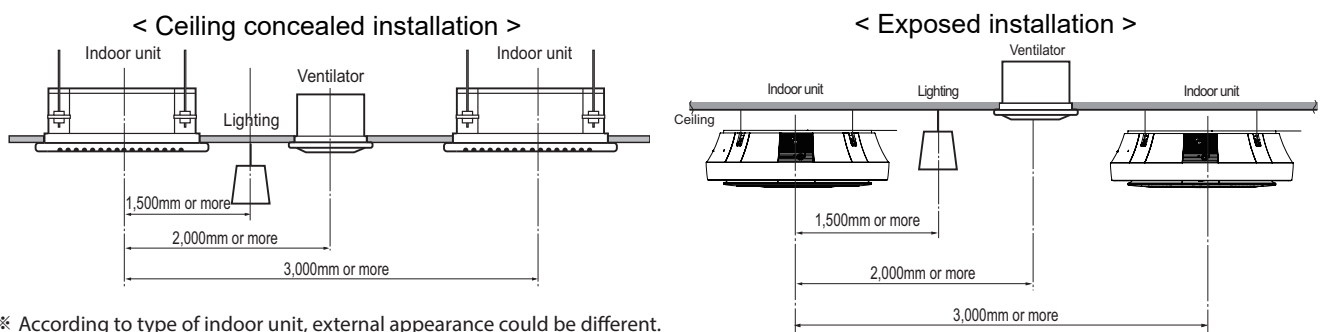 < Ceiling concealed installation >
Indoor unit
Indoor unit
Ventilator
Lighting
1,500mm or more
2,000mm or more
3,000mm or more
※ According to type of indoor unit, external appearance could be different.
< Exposed installation >
Ventilator
Indoor unit
Lighting
Indoor unit
Ceiling
1,500mm or more
2,000mm or more
3,000mm or more